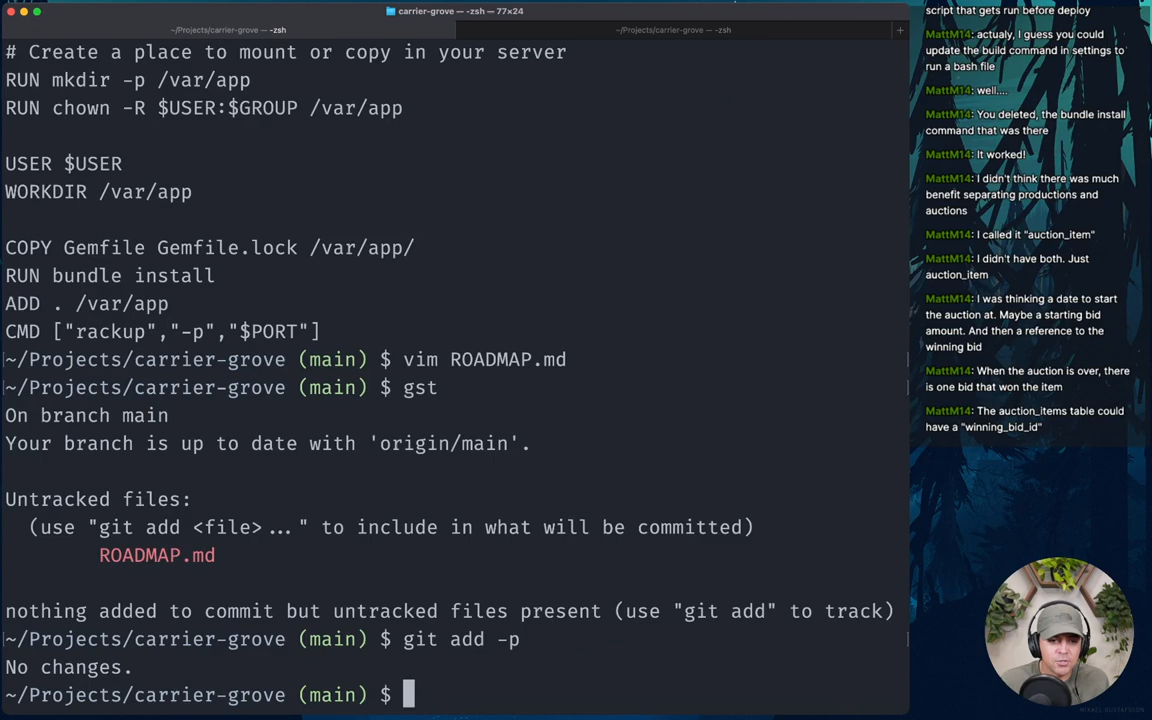 carrier-grove — -zsh — 77×24
~/Projects/carrier-grove — -zsh
~/Projects/carrier-grove — -zsh
+
# Create a place to mount or copy in your server
RUN mkdir -p /var/app
RUN chown -R $USER:$GROUP /var/app
USER $USER
WORKDIR /var/app
COPY Gemfile Gemfile.lock /var/app/
RUN bundle install
ADD . /var/app
CMD ["rackup","-p","$PORT"]
~/Projects/carrier-grove (main) $ vim ROADMAP.md
~/Projects/carrier-grove (main) $ gst
On branch main
Your branch is up to date with 'origin/main'.
Untracked files:
(use "git add <file>..." to include in what will be committed)
ROADMAP.md
nothing added to commit but untracked files present (use "git add" to track)
~/Projects/carrier-grove (main) $ git add -p
No changes.
~/Projects/carrier-grove (main) $
script that gets run before deploy
MattM14: actualy, I guess you could
update the build command in settings to
run a bash file
MattM14: well....
MattM14: You deleted, the bundle install
command that was there
MattM14: It worked!
MattM14: I didn't think there was much
benefit separating productions and
auctions
MattM14: I called it "auction_item"
MattM14: I didn't have both. Just
auction_item
MattM14: I was thinking a date to start
the auction at. Maybe a starting bid
amount. And then a reference to the
winning bid
MattM14: When the auction is over, there
is one bid that won the item
MattM14: The auction_items table could
have a "winning_bid_id"
MIKAEL GUSTAFSSON